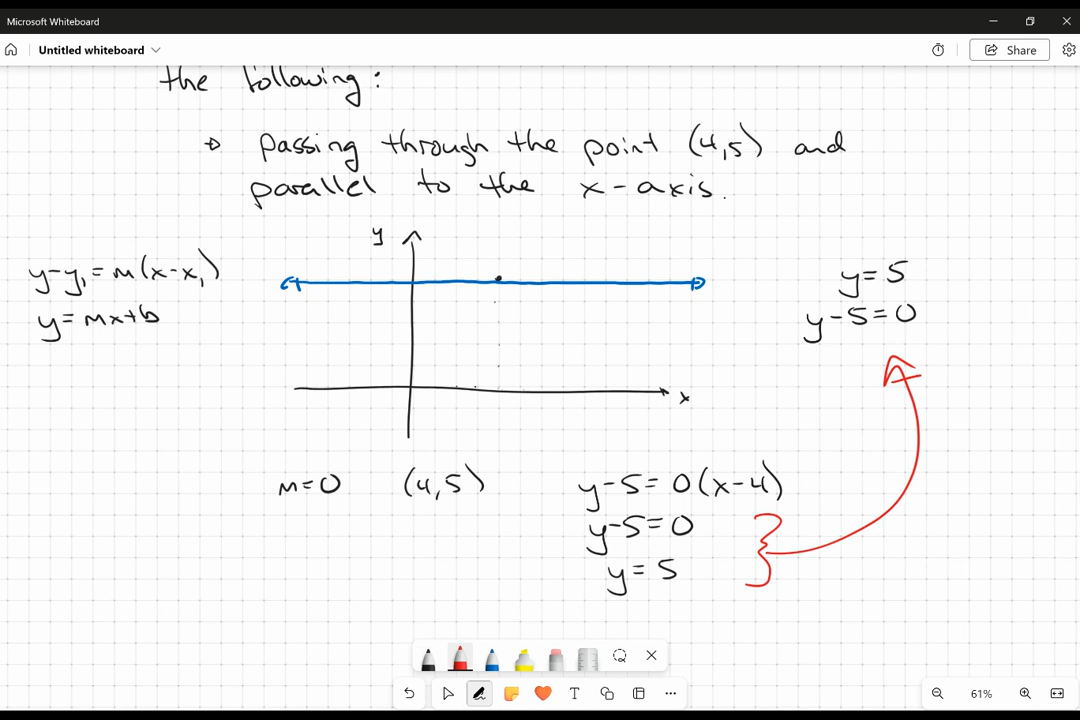 Microsoft Whiteboard
Untitled whiteboard
Share
the following:
passing through the point (4,5) and
parallel to the x-axis.
y
y-y₁=m(x-x₁)
y=mx+b
x
y=5
y-5=0
m=0 (4,5)
y-5=0(x-4)
y-5=0
y=5
61%